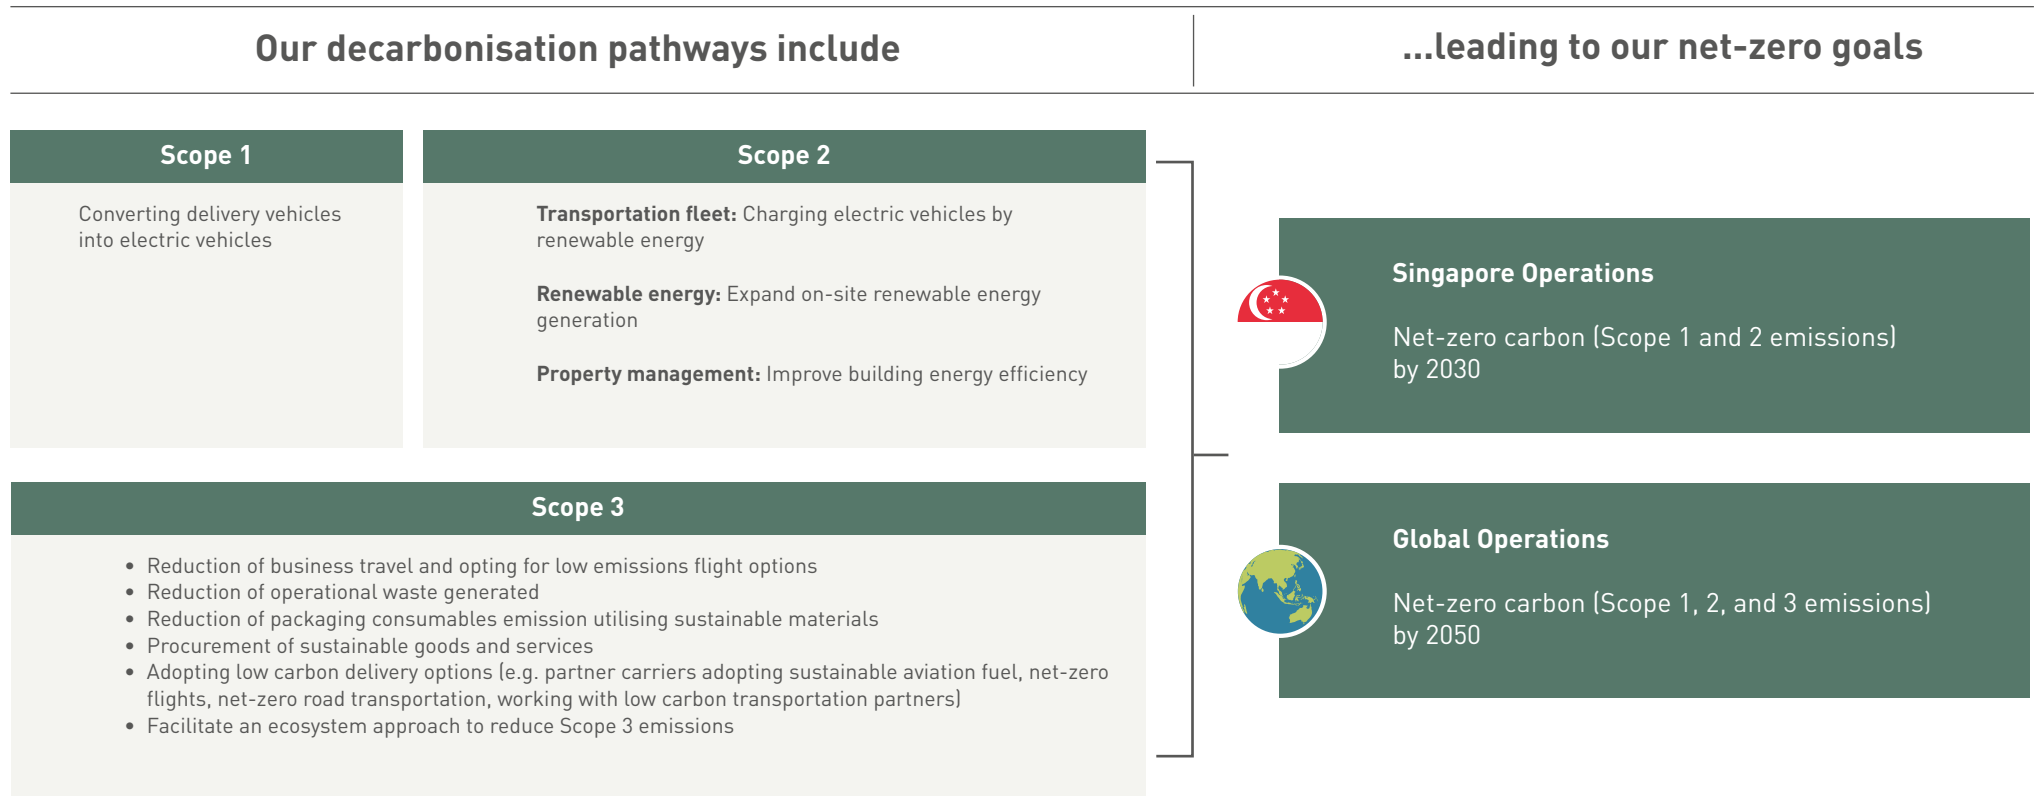 Our decarbonisation pathways include
...leading to our net-zero goals
Scope 1
Converting delivery vehicles
into electric vehicles
Scope 2
Transportation fleet: Charging electric vehicles by
renewable energy
Renewable energy: Expand on-site renewable energy
generation
Property management: Improve building energy efficiency
Scope 3
• Reduction of business travel and opting for low emissions flight options
• Reduction of operational waste generated
• Reduction of packaging consumables emission utilising sustainable materials
• Procurement of sustainable goods and services
• Adopting low carbon delivery options (e.g. partner carriers adopting sustainable aviation fuel, net-zero
flights, net-zero road transportation, working with low carbon transportation partners)
• Facilitate an ecosystem approach to reduce Scope 3 emissions
Singapore Operations
Net-zero carbon (Scope 1 and 2 emissions)
by 2030
Global Operations
Net-zero carbon (Scope 1, 2, and 3 emissions)
by 2050